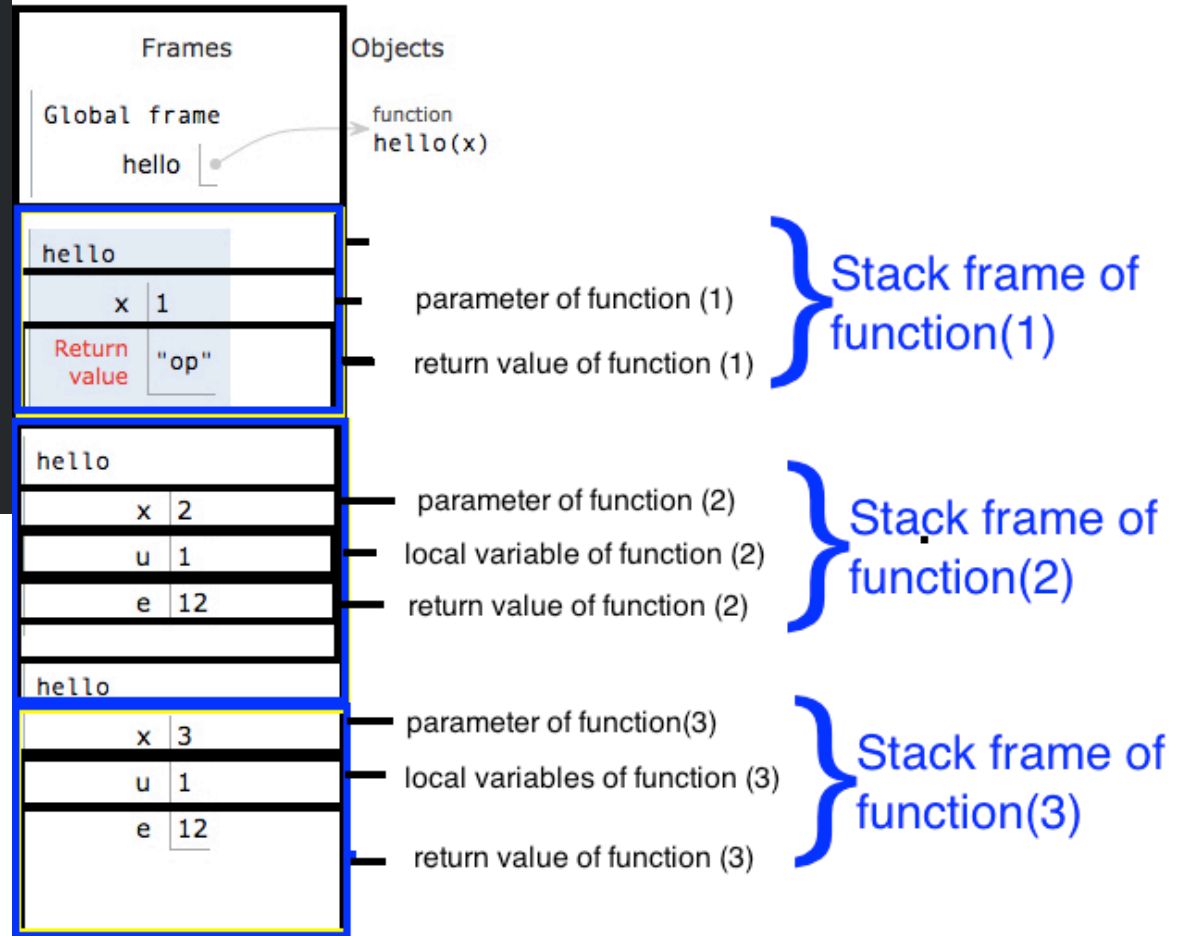 Frames
Objects
Global frame
function
hello
hello(x)
hello
x 1
parameter of function (1)
Return
value
"op"
return value of function (1)
Stack frame of
function(1)
hello
x 2
parameter of function (2)
u 1
local variable of function (2)
e 12
return value of function (2)
Stack frame of
function(2)
hello
x 3
parameter of function(3)
u 1
local variables of function (3)
e 12
return value of function (3)
Stack frame of
function(3)